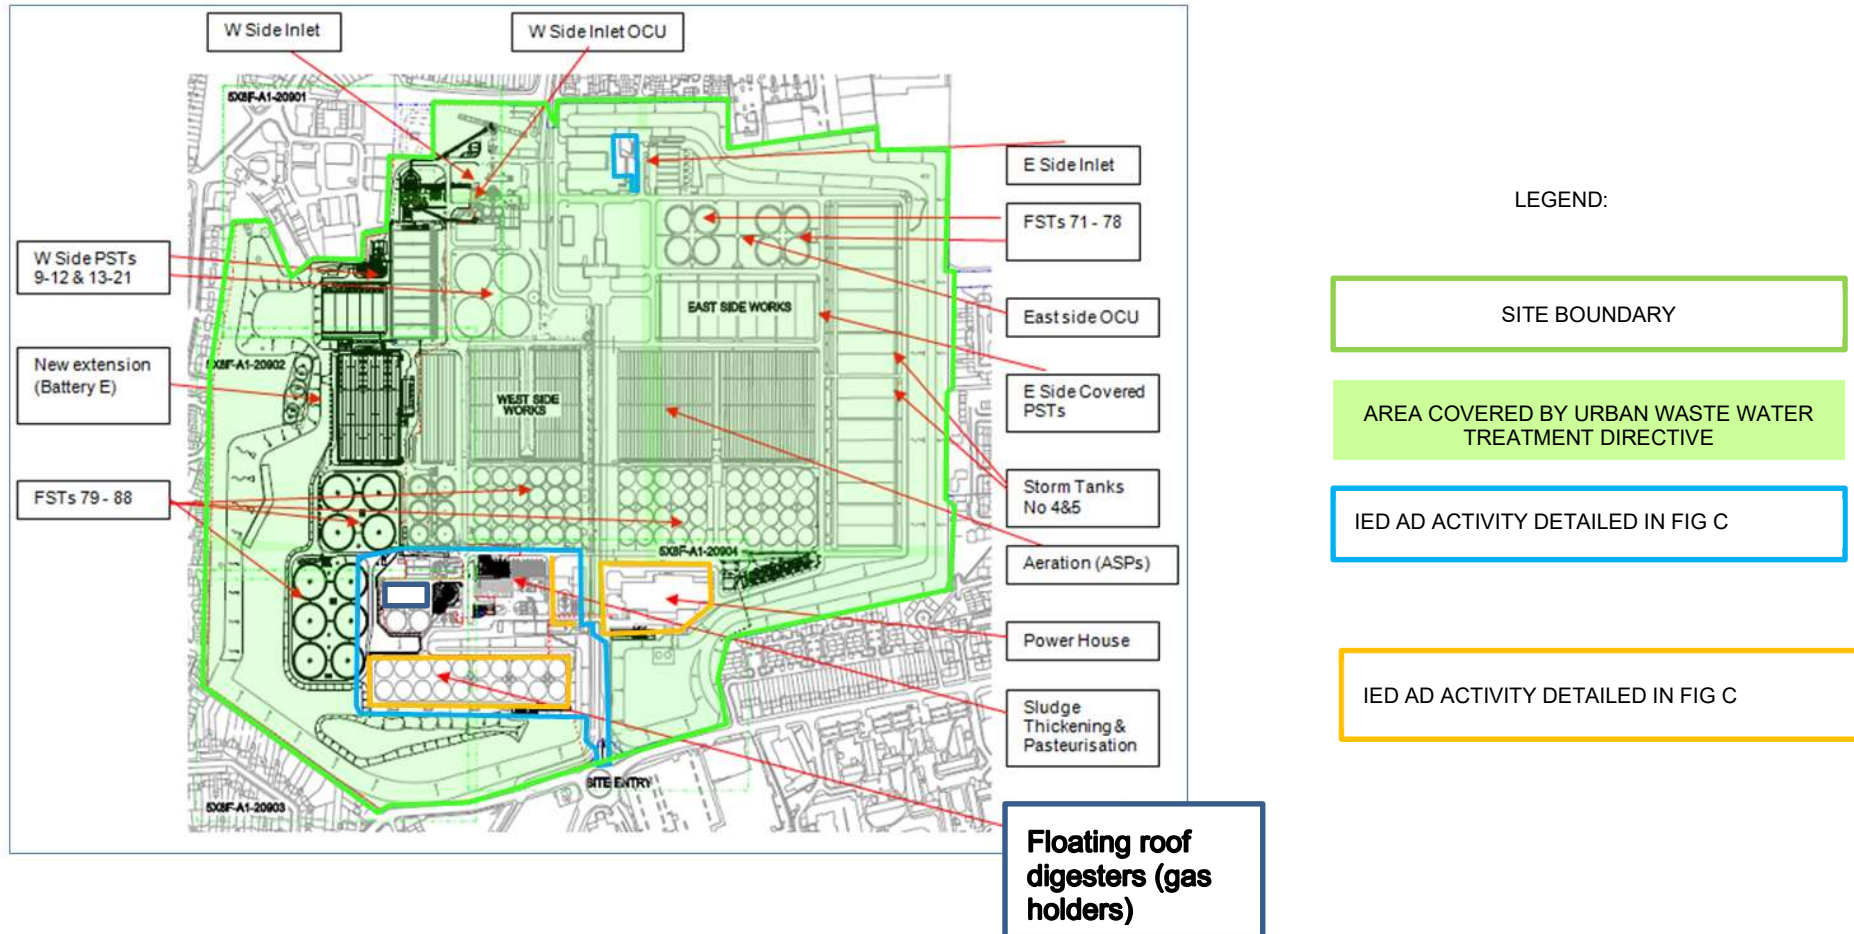 W Side Inlet
W Side Inlet OCU
5X8F-A1-20901
E Side Inlet
FSTs 71 - 78
W Side PSTs
9-12 & 13-21
EAST SIDE WORKS
East side OCU
New extension
(Battery E)
5X8F-A1-20902
WEST SIDE
WORKS
E Side Covered
PSTs
FSTs 79 - 88
Storm Tanks
No 4&5
5X8F-A1-20904
Aeration (ASPs)
Power House
Sludge
Thickening &
Pasteurisation
SITE ENTRY
5X8F-A1-20903
Floating roof
digesters (gas
holders)
LEGEND:
SITE BOUNDARY
AREA COVERED BY URBAN WASTE WATER
TREATMENT DIRECTIVE
IED AD ACTIVITY DETAILED IN FIG C
IED AD ACTIVITY DETAILED IN FIG C